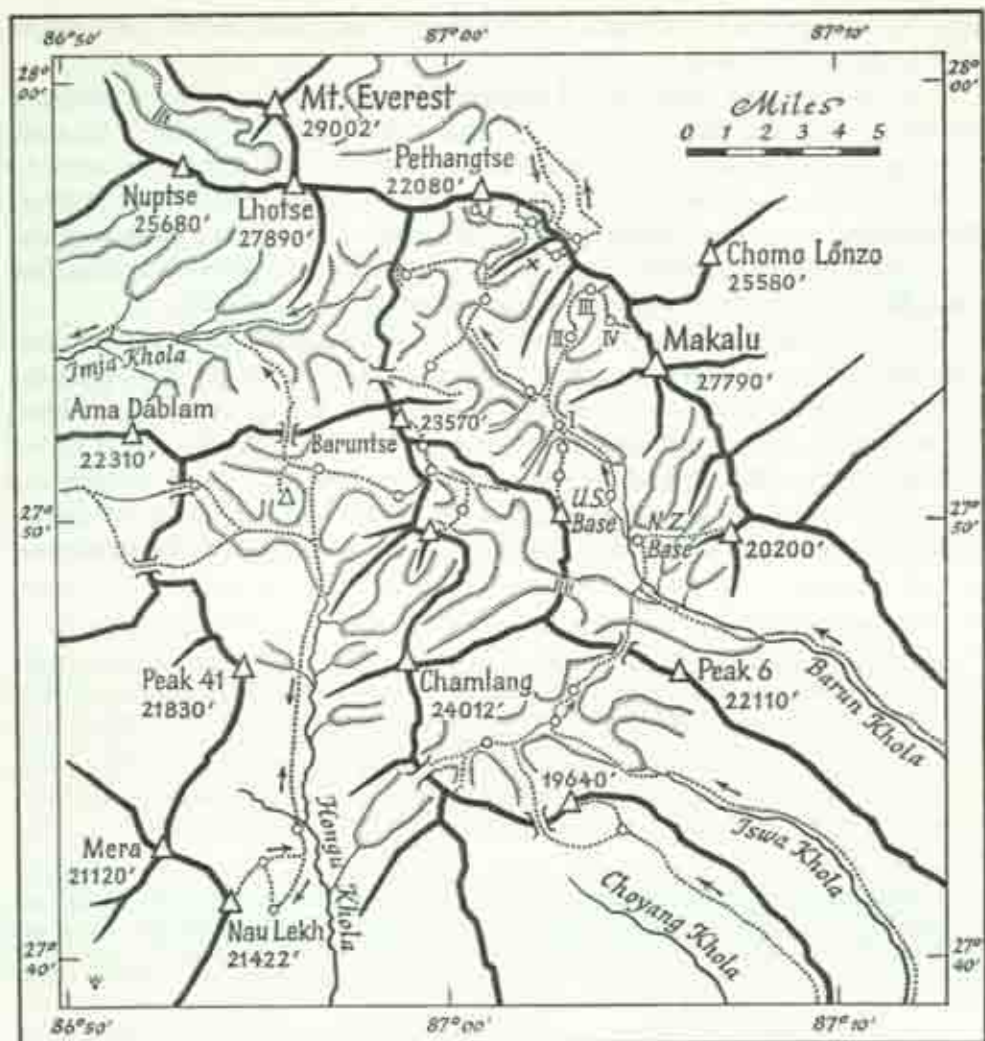 86°50'
87°00'
87°10'
28°
00'
28°
00'
Mt. Everest
29002'
Miles
0 1 2 3 4 5
Pethangtse
22080'
Nuptse
25680'
Lhotse
27890'
Chomo Lönzo
25580'
X
III
II
IV
Imja Khola
Makalu
27790'
Ama Dablam
22310'
23570'
I
Baruntse
27°
50'
U.S.
Base
N.Z.
Base
20200'
27°
50'
Peak 41
21830'
Chamlang
24012'
Peak 6
22110'
Barun Khola
19640'
Mera
21120'
Hongu
Khola
Iswa Khola
Choyang Khola
Nau Lekh
21422'
27°
40'
27°
40'
86°50'
87°00'
87°10'